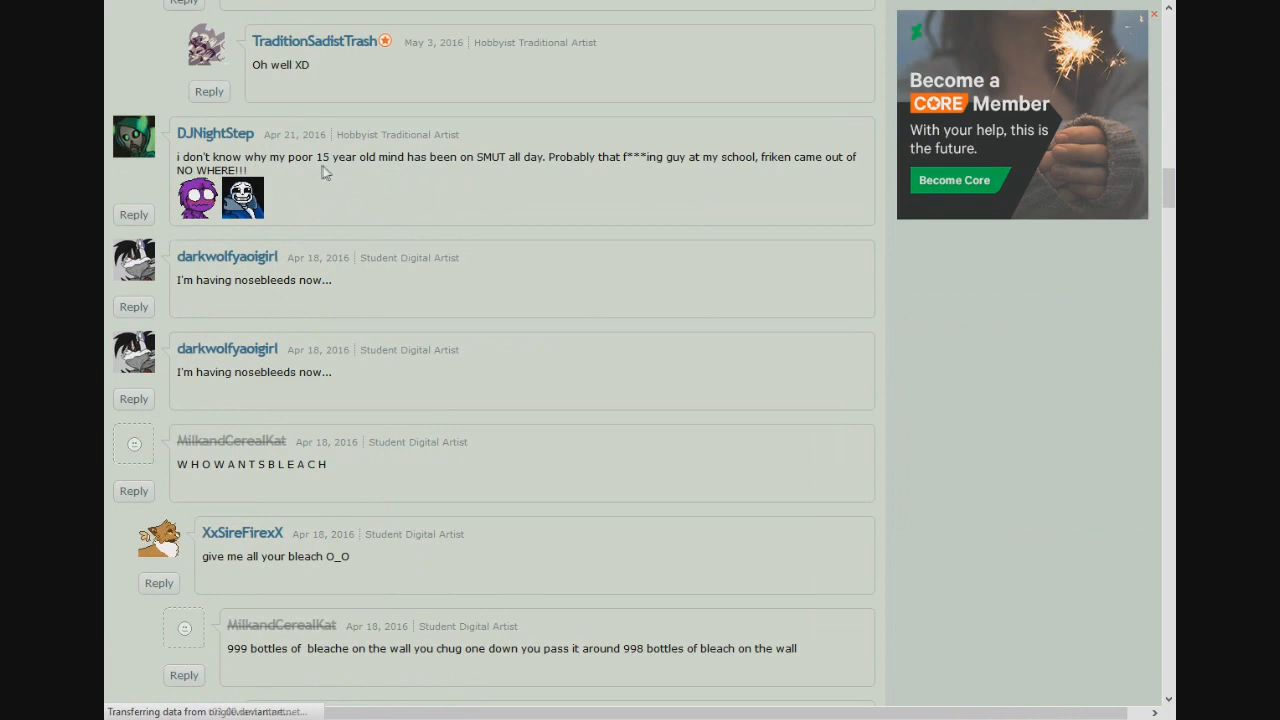 Reply
TraditionSadistTrash May 3, 2016 Hobbyist Traditional Artist
Oh well XD
Reply
DJNightStep Apr 21, 2016 Hobbyist Traditional Artist
i don't know why my poor 15 year old mind has been on SMUT all day. Probably that f***ing guy at my school, friken came out of
NO WHERE!!!
Reply
darkwolfyaoigirl Apr 18, 2016 Student Digital Artist
I'm having nosebleeds now...
Reply
darkwolfyaoigirl Apr 18, 2016 Student Digital Artist
I'm having nosebleeds now...
Reply
MilkandCerealKat Apr 18, 2016 Student Digital Artist
W H O W A N T S B L E A C H
Reply
XxSireFirexX Apr 18, 2016 Student Digital Artist
give me all your bleach O_O
Reply
MilkandCerealKat Apr 18, 2016 Student Digital Artist
999 bottles of bleache on the wall you chug one down you pass it around 998 bottles of bleach on the wall
Reply
Transferring data from
Become a
CORE Member
With your help, this is
the future.
Become Core